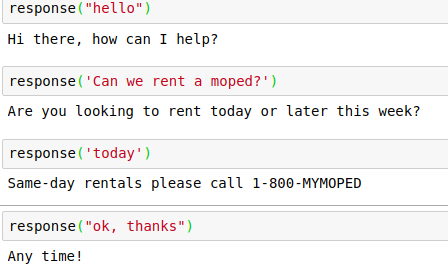 response("hello")
Hi there, how can I help?
response('Can we rent a moped?')
Are you looking to rent today or later this week?
response('today')
Same-day rentals please call 1-800-MYMOPED
response("ok, thanks")
Any time!